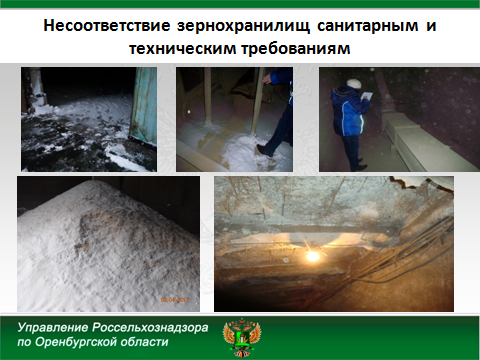 Несоответствие зернохранилищ санитарным и
техническим требованиям
Управление Россельхознадзора
по Оренбургской области